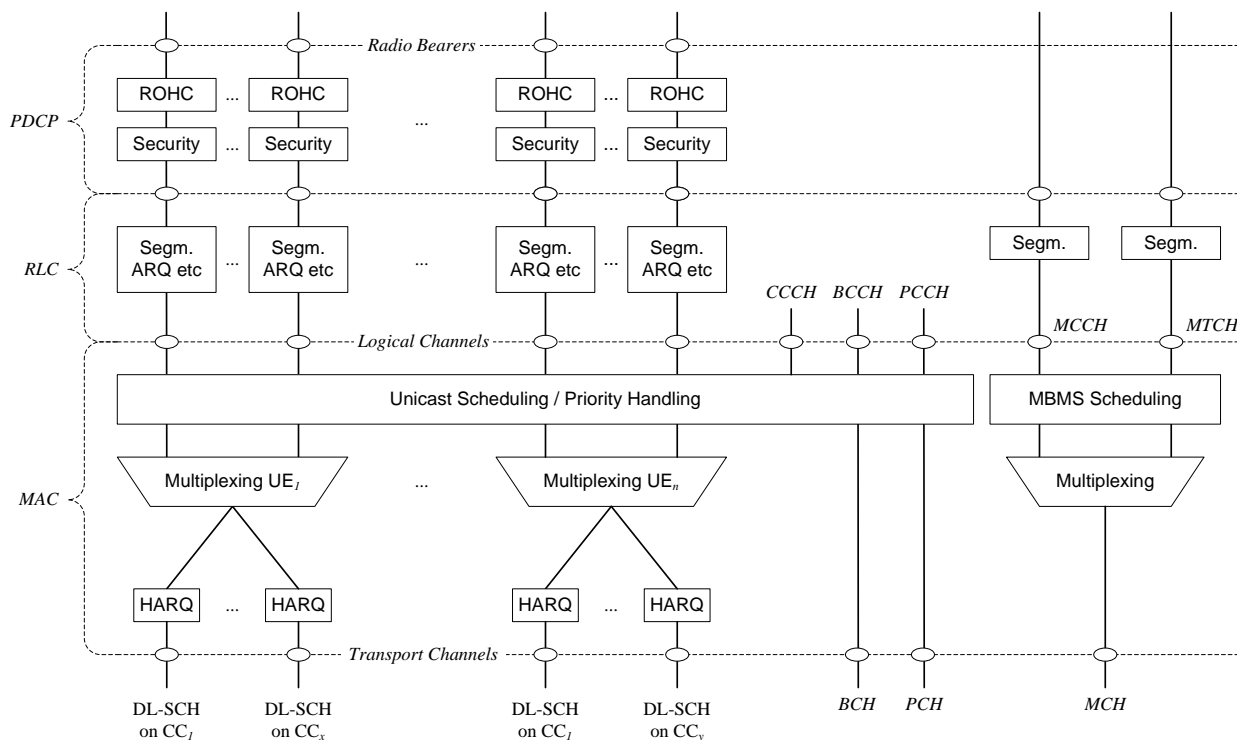 Radio Bearers
ROHC ... ROHC ROHC ... ROHC
PDCP ...
Security ... Security Security ... Security
Segm. ARQ etc ... Segm. ARQ etc ... Segm. ARQ etc ... Segm. ARQ etc Segm. Segm.
RLC
CCCH BCCH PCCH
MCCH MTCH
Logical Channels
Unicast Scheduling / Priority Handling MBMS Scheduling
Multiplexing UE1 ... Multiplexing UEn Multiplexing
MAC
HARQ ... HARQ HARQ ... HARQ
Transport Channels
DL-SCH DL-SCH DL-SCH DL-SCH BCH PCH MCH
on CC1 on CCx on CC1 on CCy